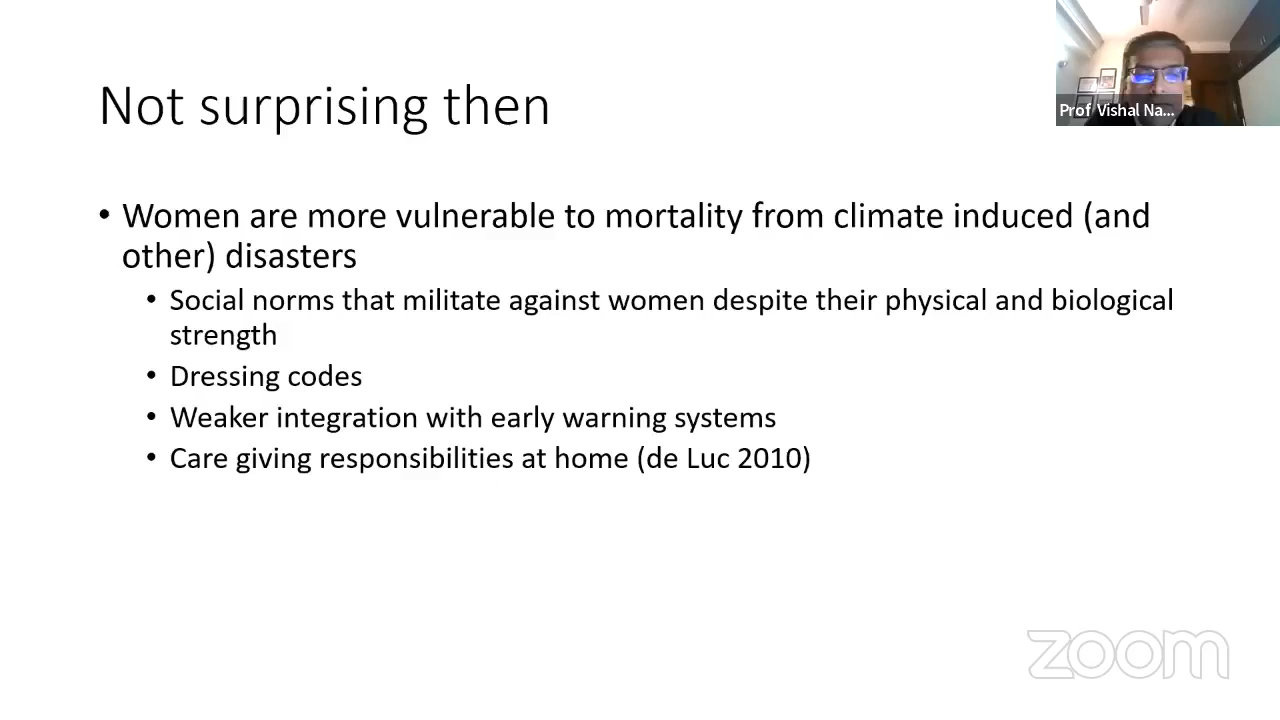 Not surprising then
Prof Vishal Na...
• Women are more vulnerable to mortality from climate induced (and
other) disasters
• Social norms that militate against women despite their physical and biological
strength
• Dressing codes
• Weaker integration with early warning systems
• Care giving responsibilities at home (de Luc 2010)
zoom